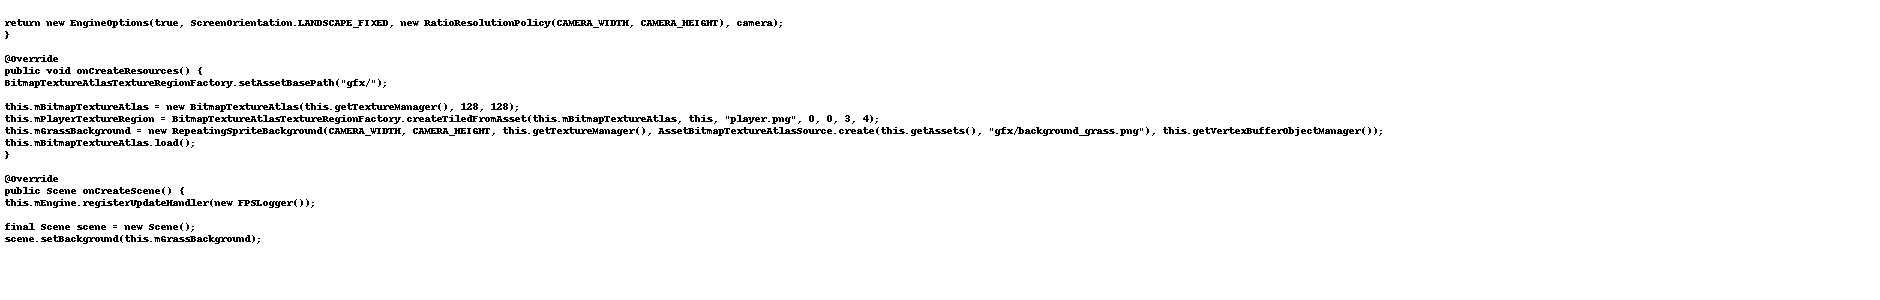 return new EngineOptions(true, ScreenOrientation.LANDSCAPE_FIXED, new RatioResolutionPolicy(CAMERA_WIDTH, CAMERA_HEIGHT), camera);
}
@Override
public void onCreateResources() {
BitmapTextureAtlasTextureRegionFactory.setAssetBasePath("gfx/");
this.mBitmapTextureAtlas = new BitmapTextureAtlas(this.getTextureManager(), 128, 128);
this.mPlayerTextureRegion = BitmapTextureAtlasTextureRegionFactory.createTiledFromAsset(this.mBitmapTextureAtlas, this, "player.png", 0, 0, 3, 4);
this.mGrassBackground = new RepeatingSpriteBackground(CAMERA_WIDTH, CAMERA_HEIGHT, this.getTextureManager(), AssetBitmapTextureAtlasSource.create(this.getAssets(), "gfx/background_grass.png"), this.getVertexBufferObjectManager());
this.mBitmapTextureAtlas.load();
}
@Override
public Scene onCreateScene() {
this.mEngine.registerUpdateHandler(new FPSLogger());
final Scene scene = new Scene();
scene.setBackground(this.mGrassBackground);